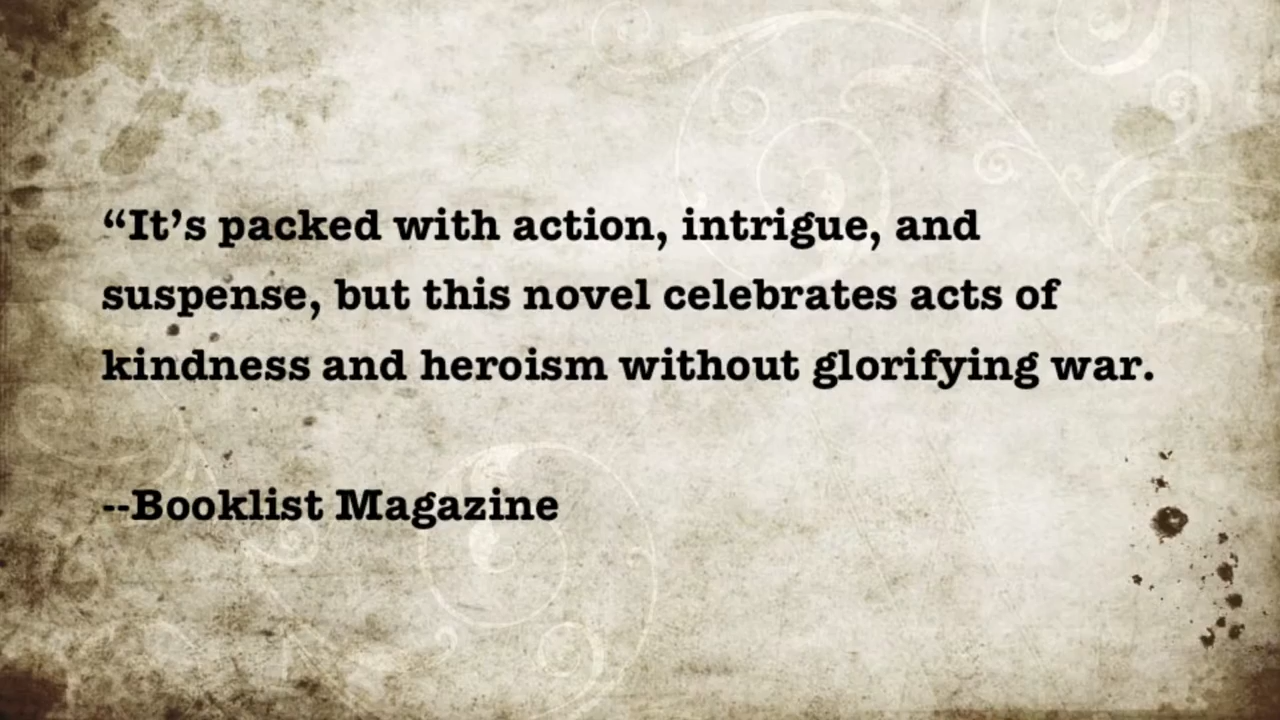 “It’s packed with action, intrigue, and
suspense, but this novel celebrates acts of
kindness and heroism without glorifying war.
--Booklist Magazine